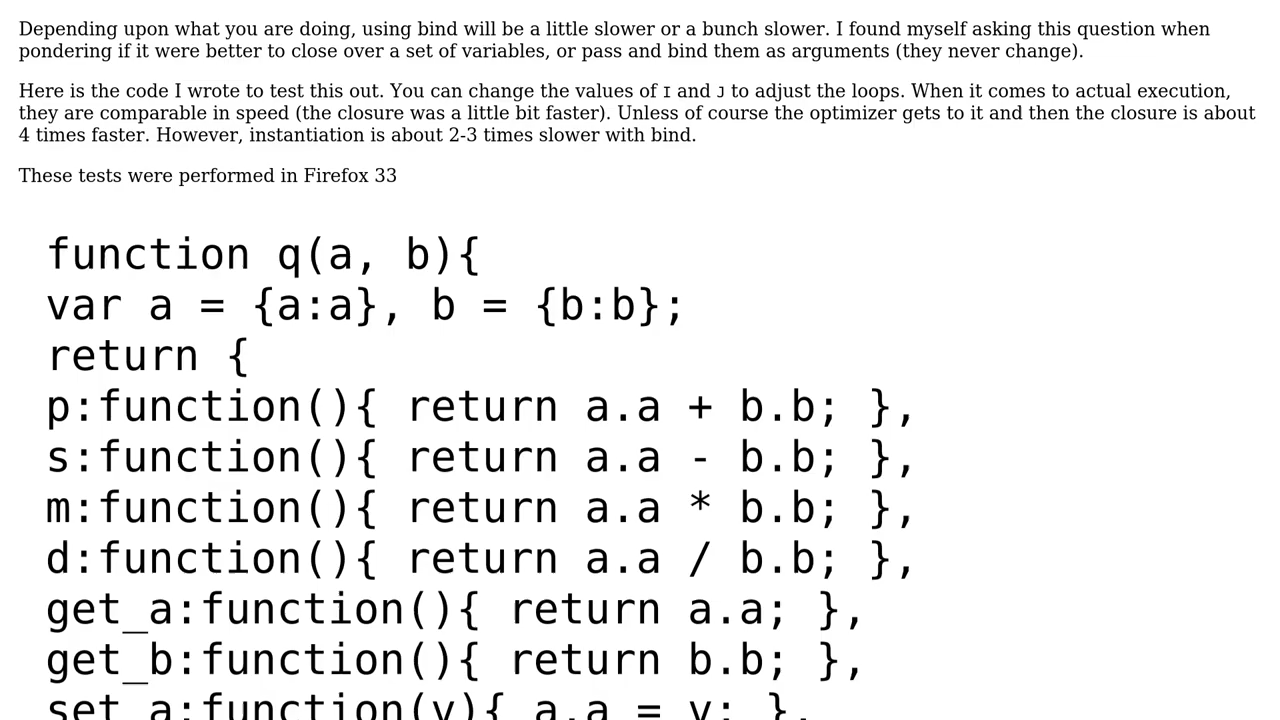 Depending upon what you are doing, using bind will be a little slower or a bunch slower. I found myself asking this question when
pondering if it were better to close over a set of variables, or pass and bind them as arguments (they never change).
Here is the code I wrote to test this out. You can change the values of I and J to adjust the loops. When it comes to actual execution,
they are comparable in speed (the closure was a little bit faster). Unless of course the optimizer gets to it and then the closure is about
4 times faster. However, instantiation is about 2-3 times slower with bind.
These tests were performed in Firefox 33
function q(a, b){
var a = {a:a}, b = {b:b};
return {
p:function(){ return a.a + b.b; },
s:function(){ return a.a - b.b; },
m:function(){ return a.a * b.b; },
d:function(){ return a.a / b.b; },
get_a:function(){ return a.a; },
get_b:function(){ return b.b; },
set_a:function(v){ a.a = v; },